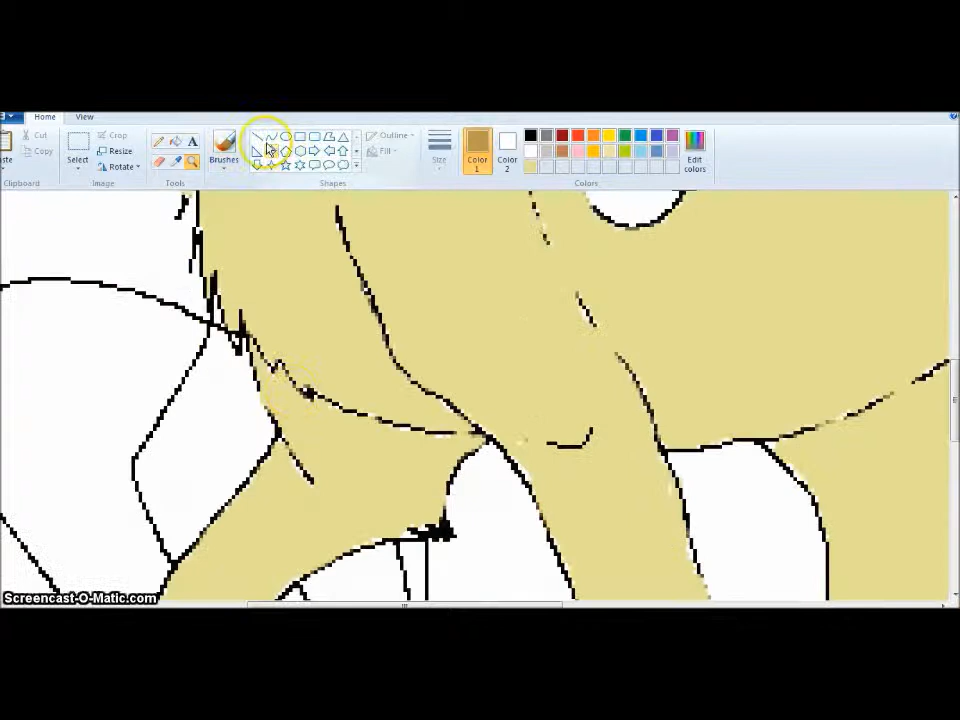 Home View
Cut
Copy
aste
Clipboard
Select
Crop
Resize
Rotate
Image
A
Tools
Brushes
Outline
Fill
Shapes
Size
Color
1
Color
2
Edit
colors
Colors
Screencast-O-Matic.com